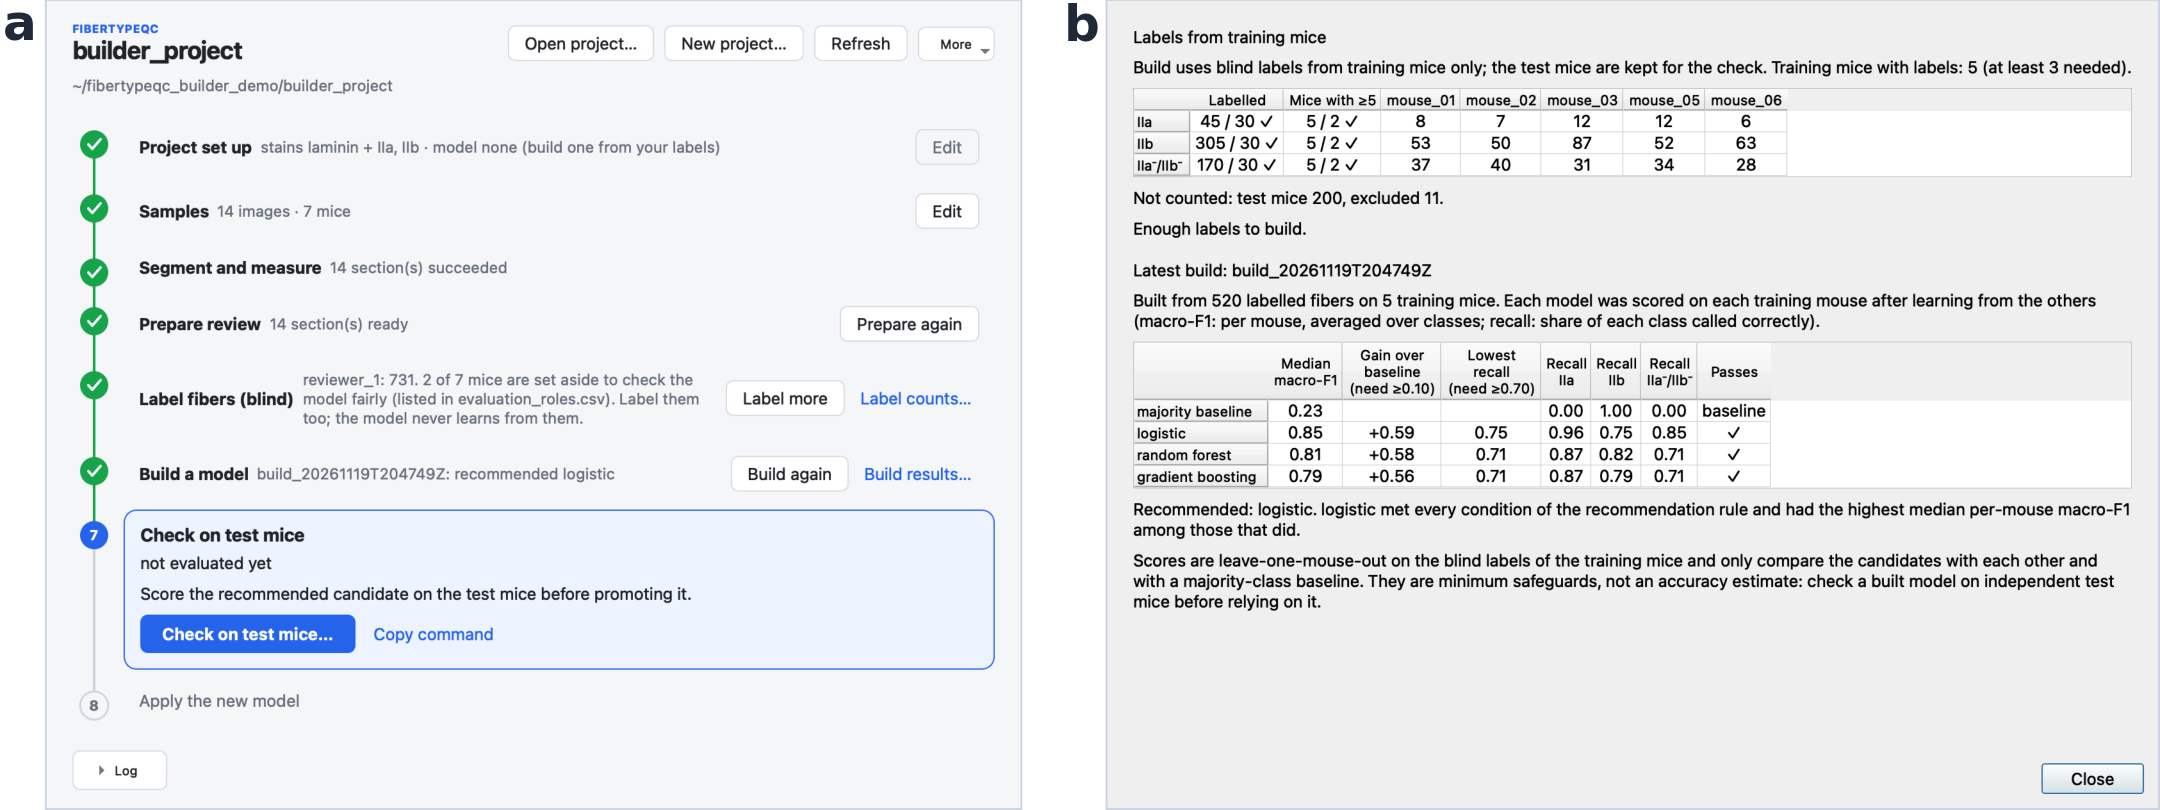 a
FIBERTYPEQC
builder_project
Open project...
New project...
Refresh
More
~/fibertypeqc_builder_demo/builder_project
Project set up stains laminin + IIa, IIb · model none (build one from your labels)
Edit
Samples 14 images · 7 mice
Edit
Segment and measure 14 section(s) succeeded
Prepare review 14 section(s) ready
Prepare again
Label fibers (blind)
reviewer_1: 731. 2 of 7 mice are set aside to check the
model fairly (listed in evaluation_roles.csv). Label them
too; the model never learns from them.
Label more
Label counts...
Build a model build_20261119T204749Z: recommended logistic
Build again
Build results...
7
Check on test mice
not evaluated yet
Score the recommended candidate on the test mice before promoting it.
Check on test mice...
Copy command
8
Apply the new model
Log
b
Labels from training mice
Build uses blind labels from training mice only; the test mice are kept for the check. Training mice with labels: 5 (at least 3 needed).
Labelled Mice with ≥5 mouse_01 mouse_02 mouse_03 mouse_05 mouse_06
IIa 45 / 30 ✓ 5 / 2 ✓ 8 7 12 12 6
IIb 305 / 30 ✓ 5 / 2 ✓ 53 50 87 52 63
IIa⁻/IIb⁻ 170 / 30 ✓ 5 / 2 ✓ 37 40 31 34 28
Not counted: test mice 200, excluded 11.
Enough labels to build.
Latest build: build_20261119T204749Z
Built from 520 labelled fibers on 5 training mice. Each model was scored on each training mouse after learning from the others
(macro-F1: per mouse, averaged over classes; recall: share of each class called correctly).
Median
macro-F1
Gain over
baseline
(need ≥0.10)
Lowest
recall
(need ≥0.70)
Recall
IIa
Recall
IIb
Recall
IIa⁻/IIb⁻
Passes
majority baseline 0.23 0.00 1.00 0.00 baseline
logistic 0.85 +0.59 0.75 0.96 0.75 0.85 ✓
random forest 0.81 +0.58 0.71 0.87 0.82 0.71 ✓
gradient boosting 0.79 +0.56 0.71 0.87 0.79 0.71 ✓
Recommended: logistic. logistic met every condition of the recommendation rule and had the highest median per-mouse macro-F1
among those that did.
Scores are leave-one-mouse-out on the blind labels of the training mice and only compare the candidates with each other and
with a majority-class baseline. They are minimum safeguards, not an accuracy estimate: check a built model on independent test
mice before relying on it.
Close